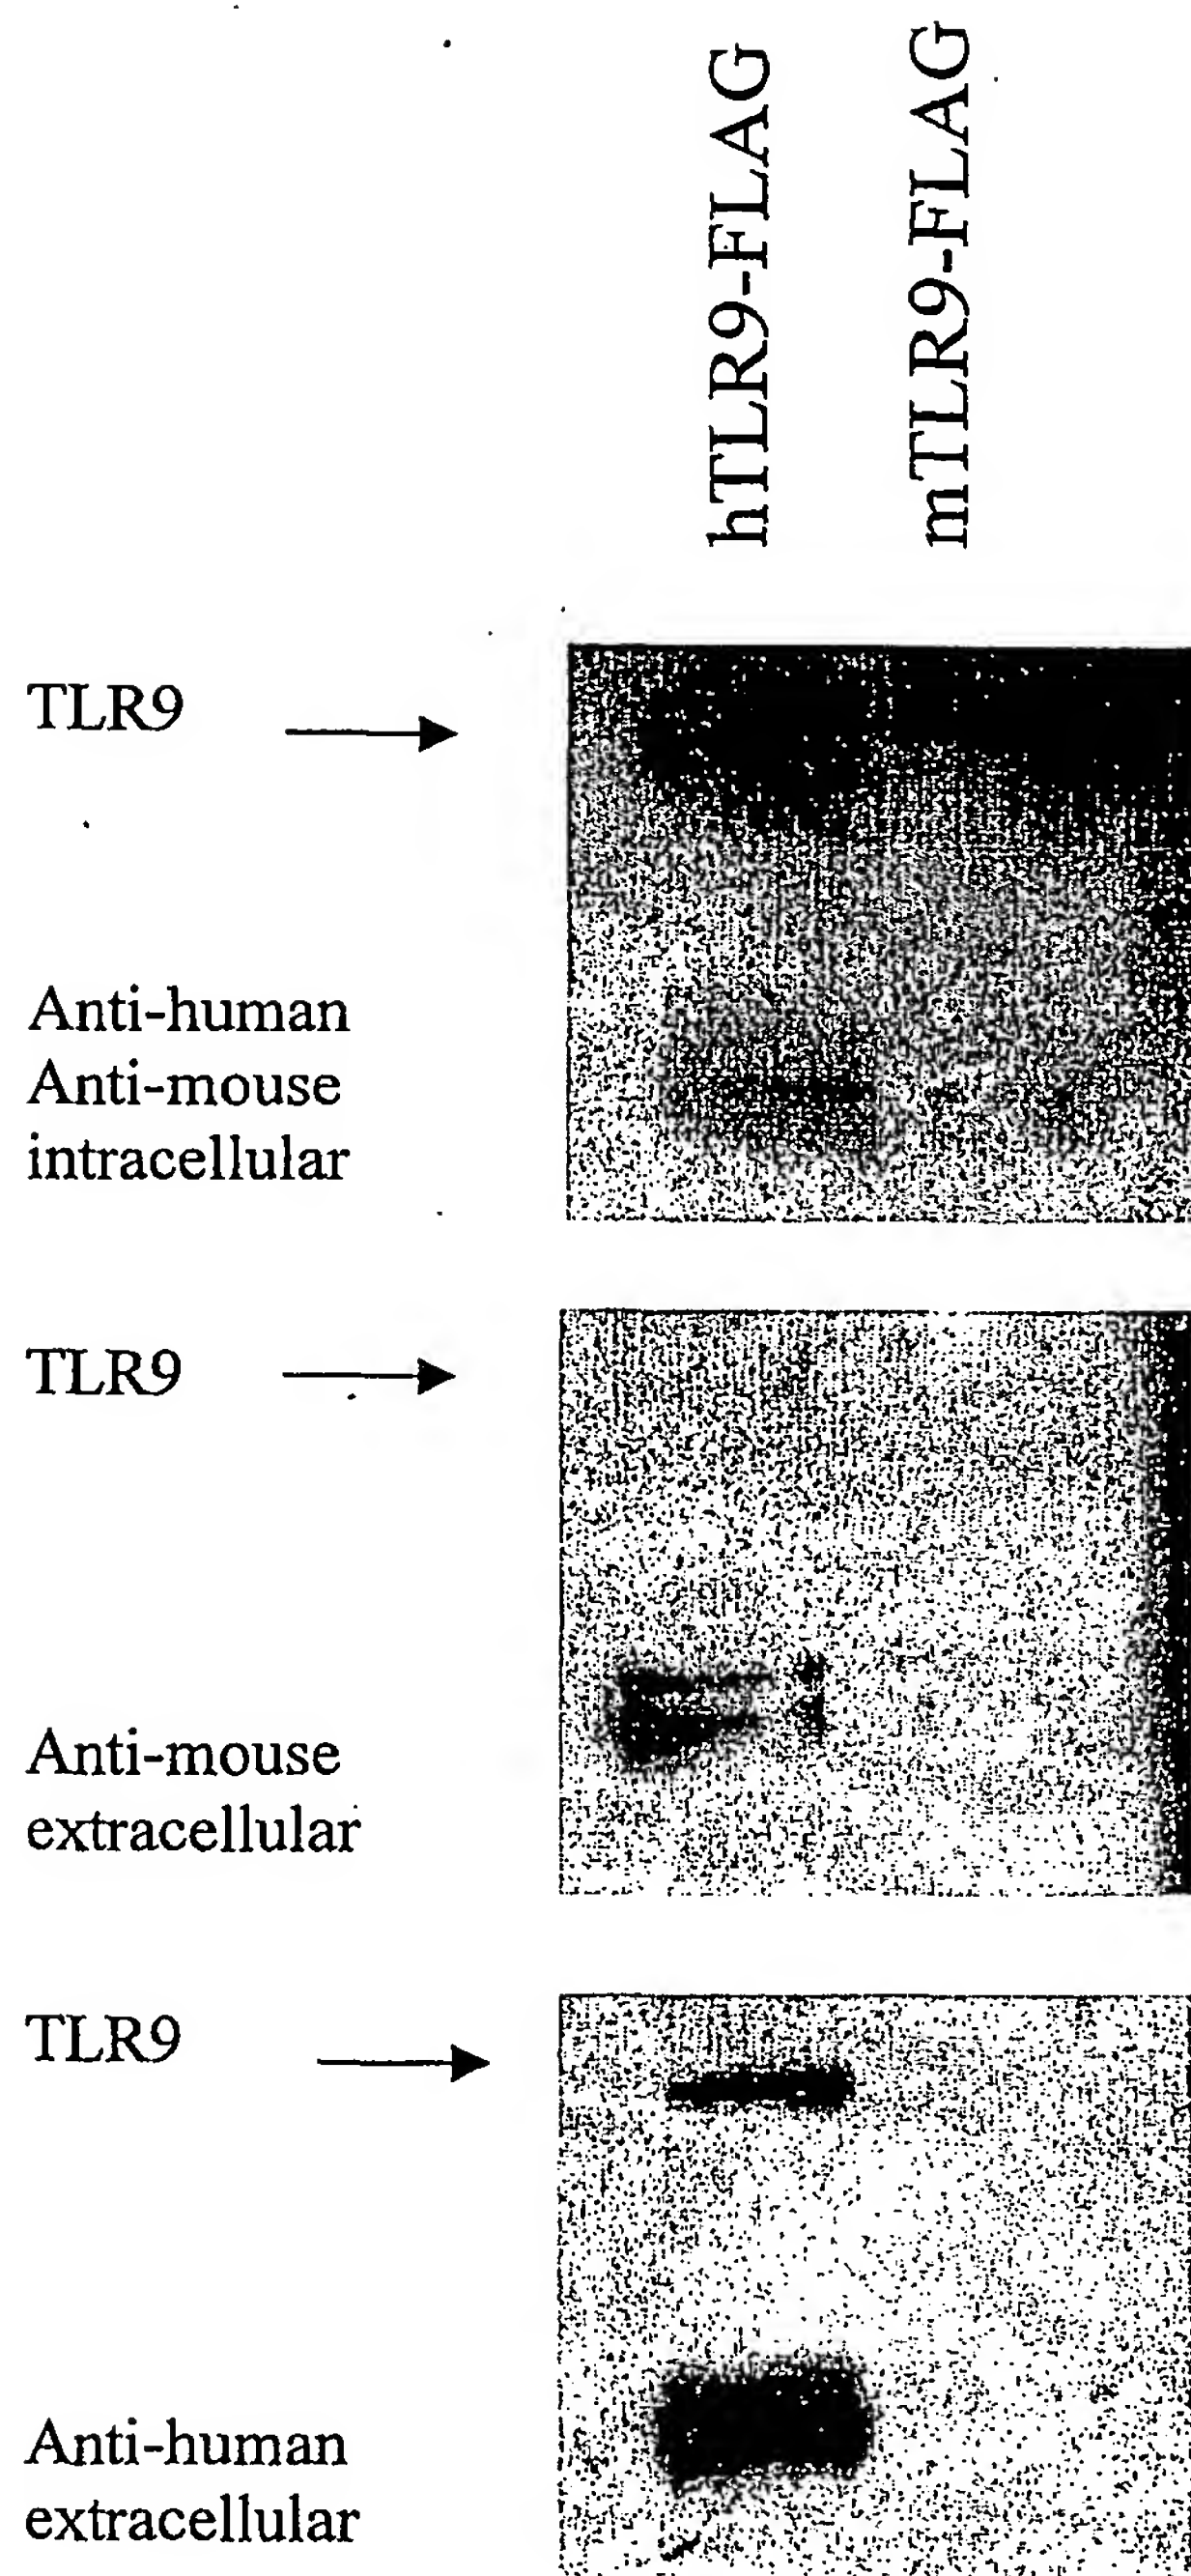 hTLR9-FLAG
mTLR9-FLAG
TLR9
Anti-human
Anti-mouse
intracellular
TLR9
Anti-mouse
extracellular
TLR9
Anti-human
extracellular